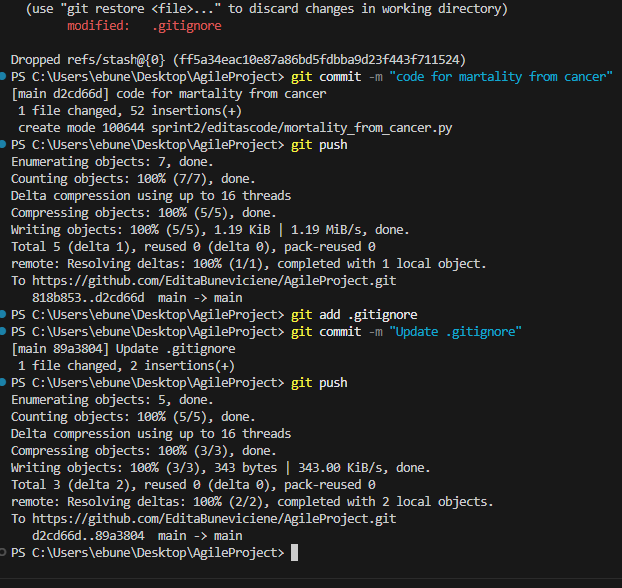 (use "git restore <file>..." to discard changes in working directory)
modified:   .gitignore
Dropped refs/stash@{0} (ff5a34eac10e87a86bd5fdbba9d23f443f711524)
PS C:\Users\ebune\Desktop\AgileProject> git commit -m "code for martality from cancer"
[main d2cd66d] code for martality from cancer
1 file changed, 52 insertions(+)
create mode 100644 sprint2/editascode/mortality_from_cancer.py
PS C:\Users\ebune\Desktop\AgileProject> git push
Enumerating objects: 7, done.
Counting objects: 100% (7/7), done.
Delta compression using up to 16 threads
Compressing objects: 100% (5/5), done.
Writing objects: 100% (5/5), 1.19 KiB | 1.19 MiB/s, done.
Total 5 (delta 1), reused 0 (delta 0), pack-reused 0
remote: Resolving deltas: 100% (1/1), completed with 1 local object.
To https://github.com/EditaBuneviciene/AgileProject.git
818b853..d2cd66d  main -> main
PS C:\Users\ebune\Desktop\AgileProject> git add .gitignore
PS C:\Users\ebune\Desktop\AgileProject> git commit -m "Update .gitignore"
[main 89a3804] Update .gitignore
1 file changed, 2 insertions(+)
PS C:\Users\ebune\Desktop\AgileProject> git push
Enumerating objects: 5, done.
Counting objects: 100% (5/5), done.
Delta compression using up to 16 threads
Compressing objects: 100% (3/3), done.
Writing objects: 100% (3/3), 343 bytes | 343.00 KiB/s, done.
Total 3 (delta 2), reused 0 (delta 0), pack-reused 0
remote: Resolving deltas: 100% (2/2), completed with 2 local objects.
To https://github.com/EditaBuneviciene/AgileProject.git
d2cd66d..89a3804  main -> main
PS C:\Users\ebune\Desktop\AgileProject>